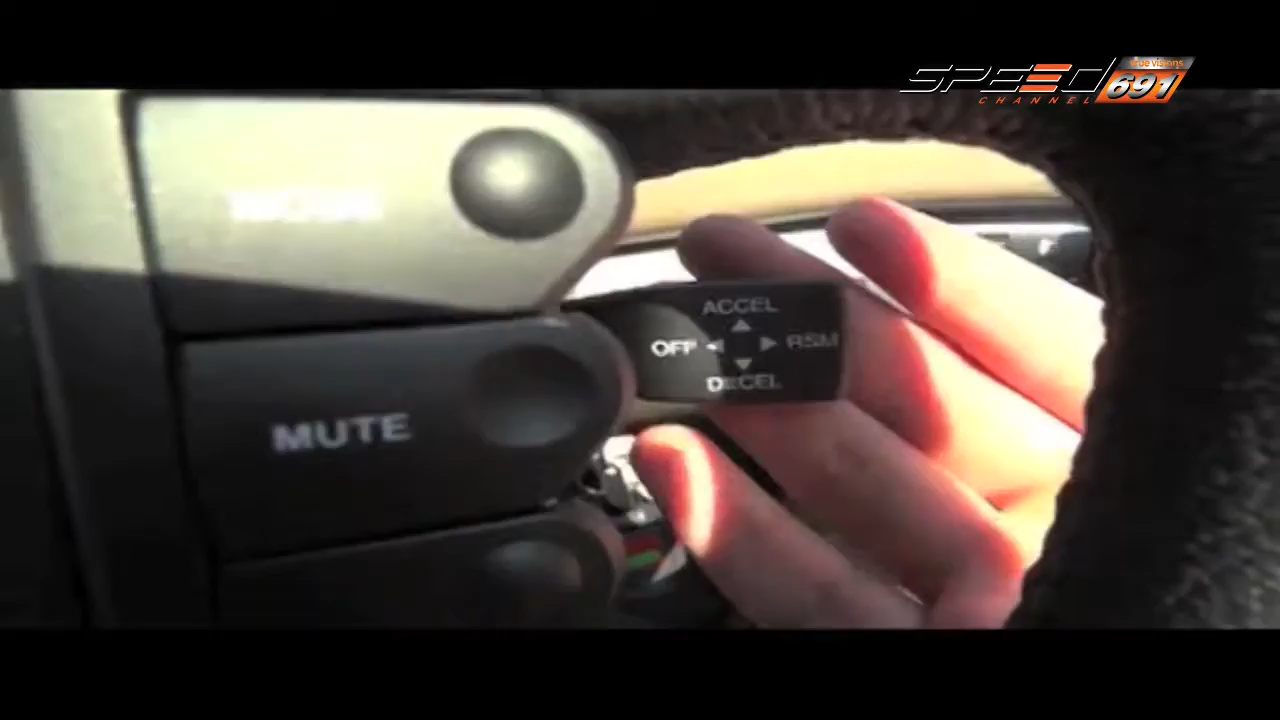 SPEED
true visions
CHANNEL
691
ACCEL
OFF
RSM
DECEL
MUTE